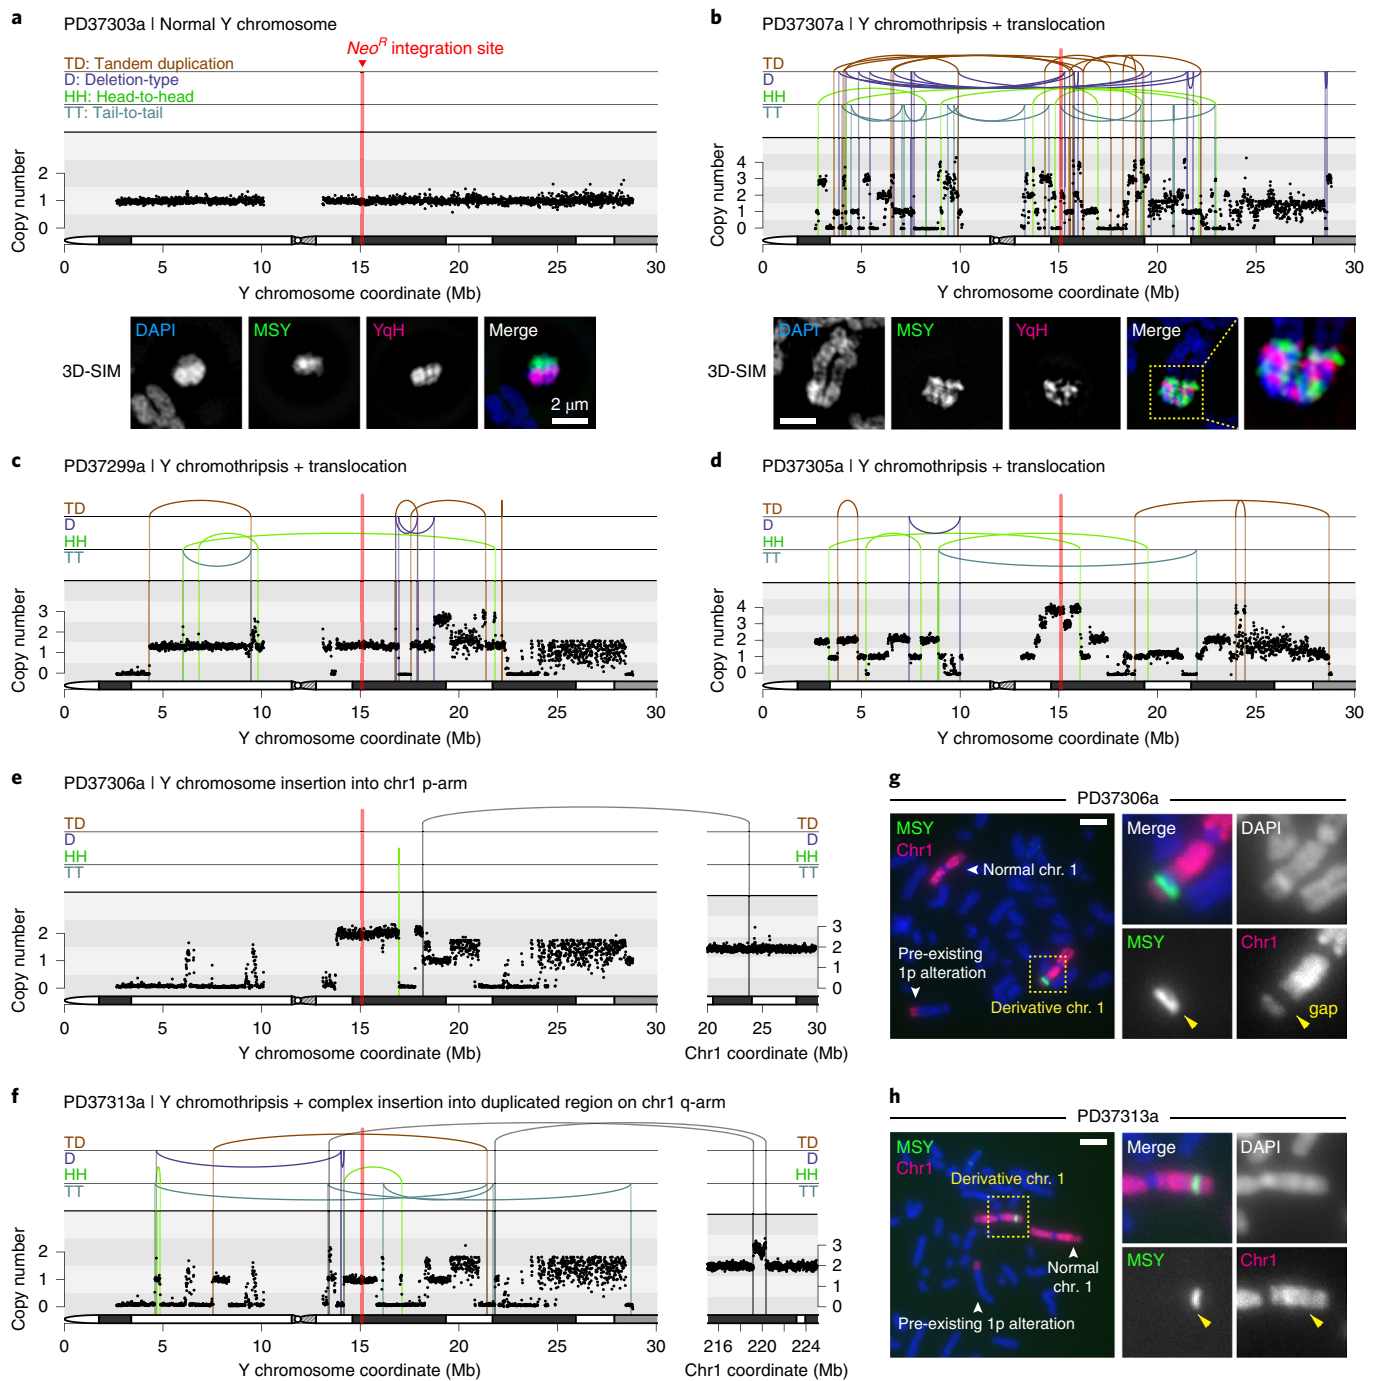 a
PD37303a | Normal Y chromosome
Neo^R integration site
TD: Tandem duplication
D: Deletion-type
HH: Head-to-head
TT: Tail-to-tail
Copy number
2
1
0
0 5 10 15 20 25 30
Y chromosome coordinate (Mb)
3D-SIM
DAPI
MSY
YqH
Merge
2 μm
b
PD37307a | Y chromothripsis + translocation
TD
D
HH
TT
Copy number
4
3
2
1
0
0 5 10 15 20 25 30
Y chromosome coordinate (Mb)
3D-SIM
DAPI
MSY
YqH
Merge
c
PD37299a | Y chromothripsis + translocation
TD
D
HH
TT
Copy number
3
2
1
0
0 5 10 15 20 25 30
Y chromosome coordinate (Mb)
d
PD37305a | Y chromothripsis + translocation
TD
D
HH
TT
Copy number
4
3
2
1
0
0 5 10 15 20 25 30
Y chromosome coordinate (Mb)
e
PD37306a | Y chromosome insertion into chr1 p-arm
TD
D
HH
TT
Copy number
2
1
0
0 5 10 15 20 25 30
Y chromosome coordinate (Mb)
TD
D
HH
TT
3
2
1
0
20 25 30
Chr1 coordinate (Mb)
g
PD37306a
MSY
Chr1
Normal chr. 1
Pre-existing
1p alteration
Derivative chr. 1
Merge
DAPI
MSY
Chr1
gap
f
PD37313a | Y chromothripsis + complex insertion into duplicated region on chr1 q-arm
TD
D
HH
TT
Copy number
2
1
0
0 5 10 15 20 25 30
Y chromosome coordinate (Mb)
TD
D
HH
TT
3
2
1
0
216 220 224
Chr1 coordinate (Mb)
h
PD37313a
MSY
Chr1
Derivative chr. 1
Normal
chr. 1
Pre-existing 1p alteration
Merge
DAPI
MSY
Chr1